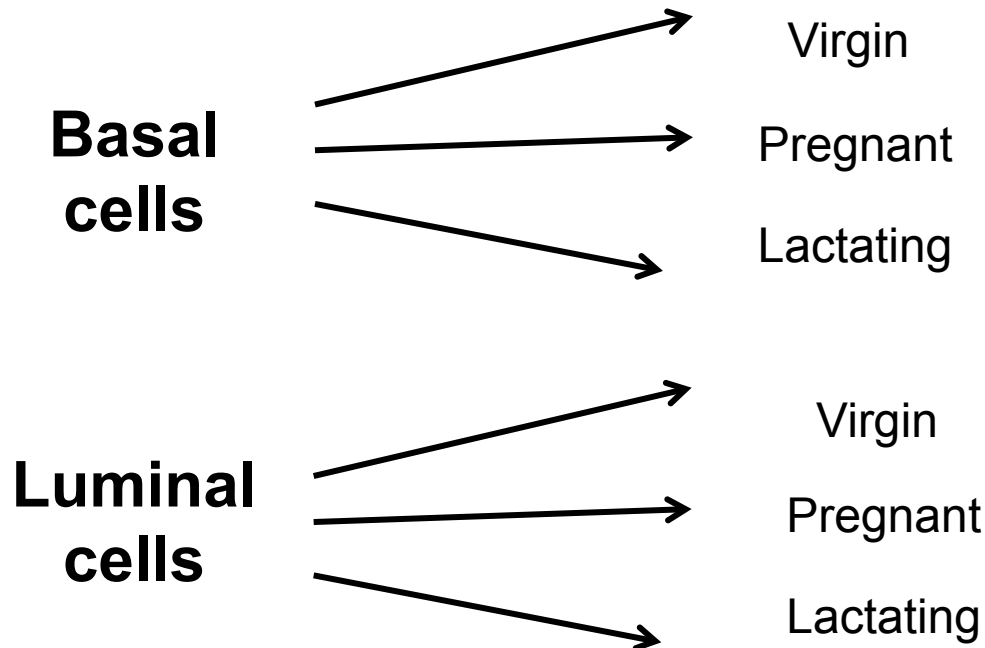 Basal
cells
Virgin
Pregnant
Lactating
Luminal
cells
Virgin
Pregnant
Lactating